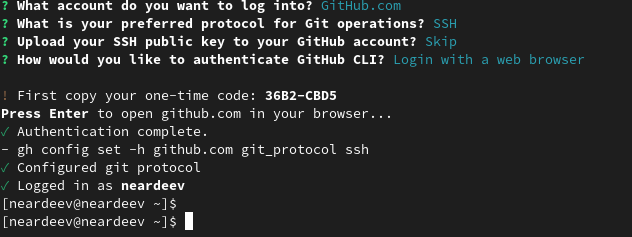 ? What account do you want to log into? GitHub.com
? What is your preferred protocol for Git operations? SSH
? Upload your SSH public key to your GitHub account? Skip
? How would you like to authenticate GitHub CLI? Login with a web browser
! First copy your one-time code: 36B2-CBD5
Press Enter to open github.com in your browser...
✓ Authentication complete.
- gh config set -h github.com git_protocol ssh
✓ Configured git protocol
✓ Logged in as neardeev
[neardeev@neardeev ~]$
[neardeev@neardeev ~]$